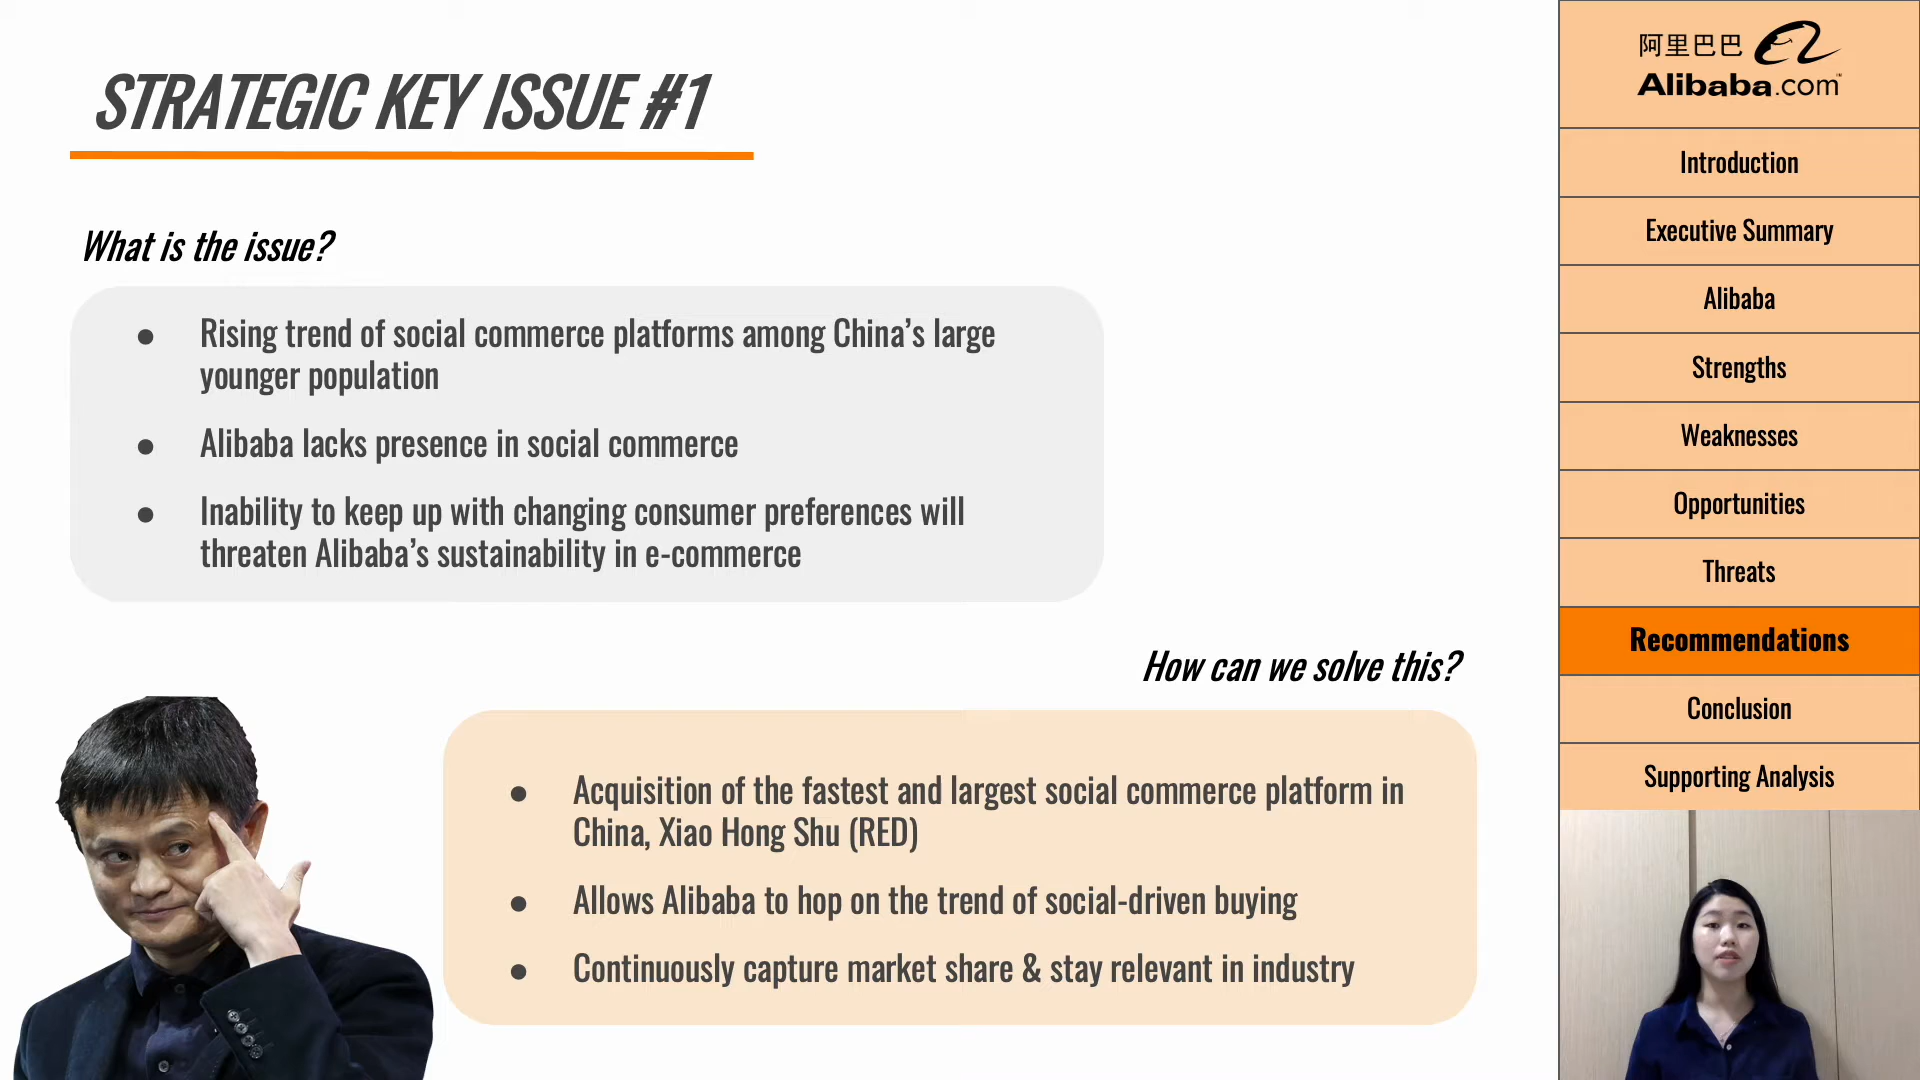 STRATEGIC KEY ISSUE #1
What is the issue?
● Rising trend of social commerce platforms among China’s large
younger population
● Alibaba lacks presence in social commerce
● Inability to keep up with changing consumer preferences will
threaten Alibaba’s sustainability in e-commerce
How can we solve this?
● Acquisition of the fastest and largest social commerce platform in
China, Xiao Hong Shu (RED)
● Allows Alibaba to hop on the trend of social-driven buying
● Continuously capture market share & stay relevant in industry
阿里巴巴
Alibaba.com™
Introduction
Executive Summary
Alibaba
Strengths
Weaknesses
Opportunities
Threats
Recommendations
Conclusion
Supporting Analysis